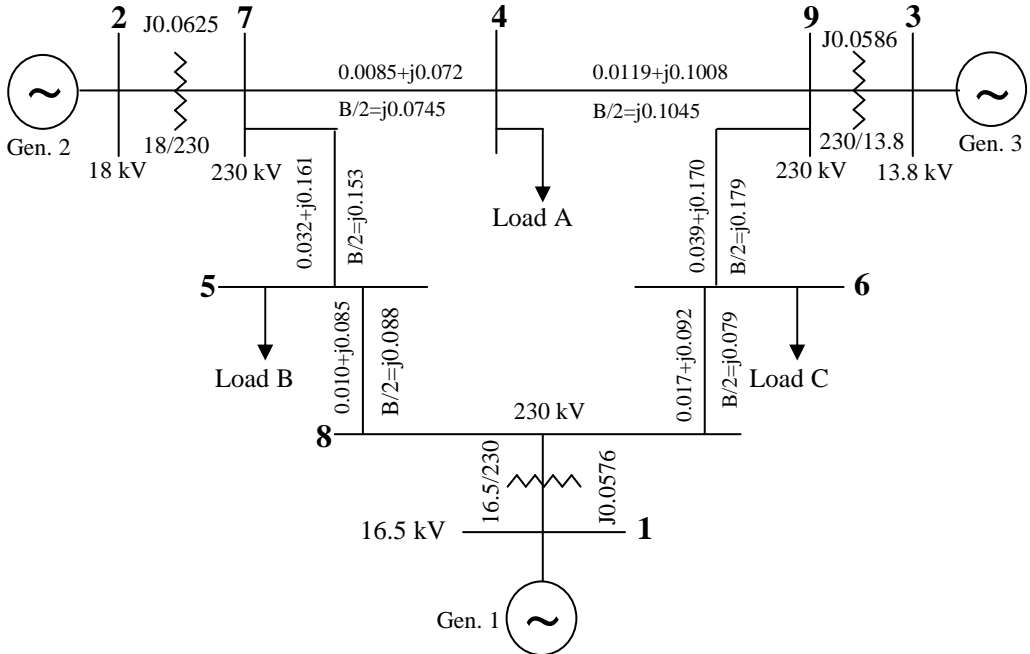 2
7
4
9
3
J0.0625
J0.0586
0.0085+j0.072
0.0119+j0.1008
~
~
B/2=j0.0745
B/2=j0.1045
Gen. 2
18/230
230/13.8
Gen. 3
18 kV
230 kV
230 kV
13.8 kV
0.032+j0.161
B/2=j0.153
Load A
0.039+j0.170
B/2=j0.179
5
6
0.010+j0.085
B/2=j0.088
0.017+j0.092
B/2=j0.079
Load B
Load C
230 kV
8
16.5/230
J0.0576
16.5 kV
1
Gen. 1
~